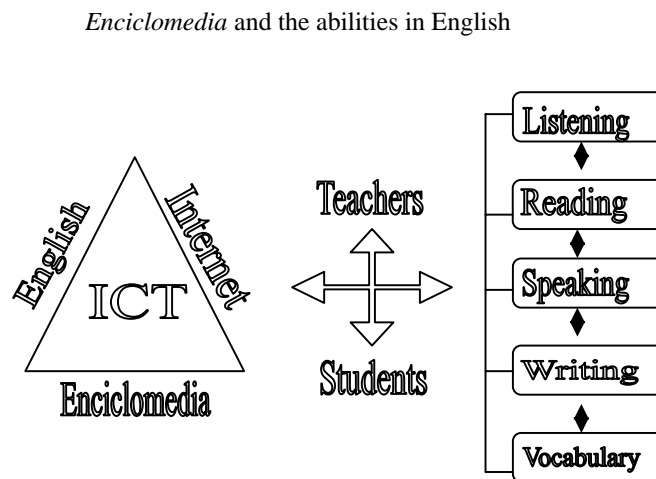 Enciclomedia and the abilities in English
English
Internet
ICT
Enciclomedia
Teachers
Students
Listening
Reading
Speaking
Writing
Vocabulary